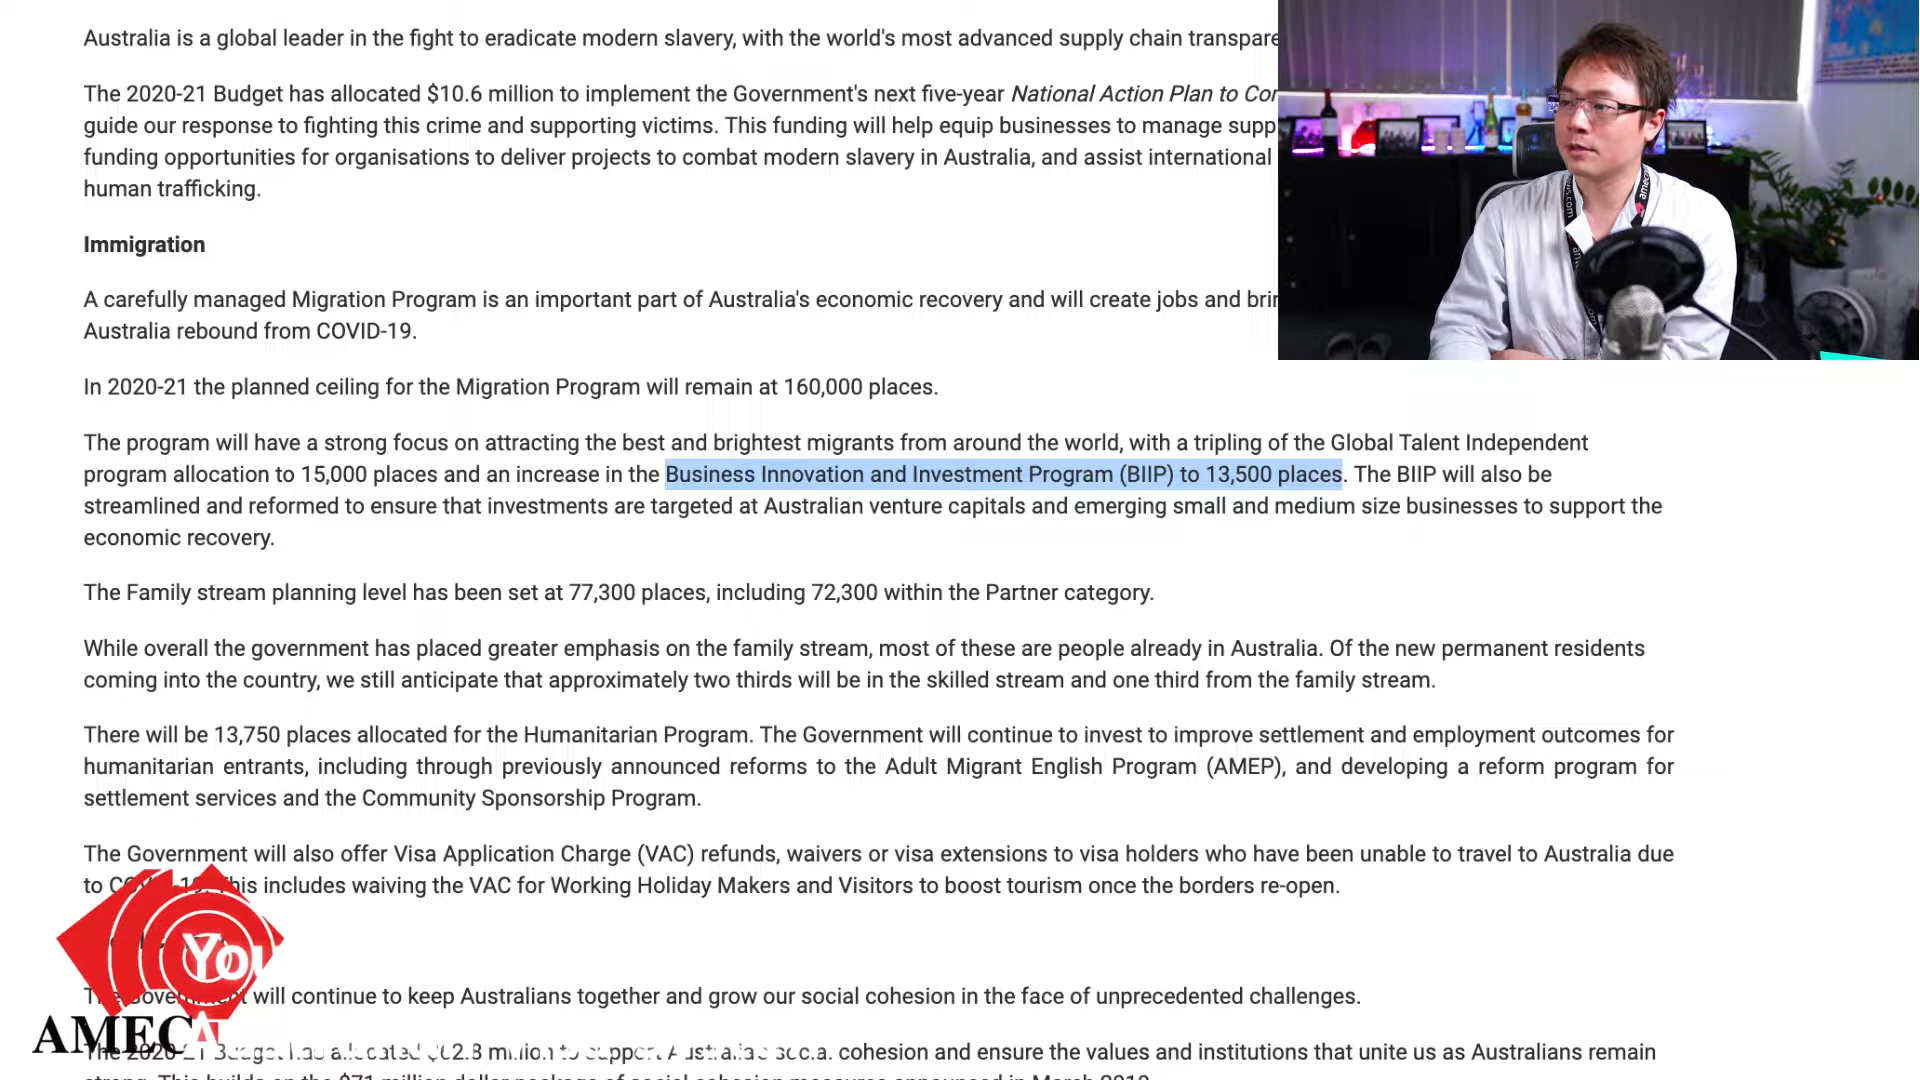 Australia is a global leader in the fight to eradicate modern slavery, with the world's most advanced supply chain
The 2020-21 Budget has allocated $10.6 million to implement the Government's next five-year National Action Plan to
guide our response to fighting this crime and supporting victims. This funding will help equip businesses to manage
funding opportunities for organisations to deliver projects to combat modern slavery in Australia, and assist international
human trafficking.
Immigration
A carefully managed Migration Program is an important part of Australia's economic recovery and will create jobs and
Australia rebound from COVID-19.
In 2020-21 the planned ceiling for the Migration Program will remain at 160,000 places.
The program will have a strong focus on attracting the best and brightest migrants from around the world, with a tripling of the Global Talent Independent
program allocation to 15,000 places and an increase in the Business Innovation and Investment Program (BIIP) to 13,500 places. The BIIP will also be
streamlined and reformed to ensure that investments are targeted at Australian venture capitals and emerging small and medium size businesses to support the
economic recovery.
The Family stream planning level has been set at 77,300 places, including 72,300 within the Partner category.
While overall the government has placed greater emphasis on the family stream, most of these are people already in Australia. Of the new permanent residents
coming into the country, we still anticipate that approximately two thirds will be in the skilled stream and one third from the family stream.
There will be 13,750 places allocated for the Humanitarian Program. The Government will continue to invest to improve settlement and employment outcomes for
humanitarian entrants, including through previously announced reforms to the Adult Migrant English Program (AMEP), and developing a reform program for
settlement services and the Community Sponsorship Program.
The Government will also offer Visa Application Charge (VAC) refunds, waivers or visa extensions to visa holders who have been unable to travel to Australia due
to This includes waiving the VAC for Working Holiday Makers and Visitors to boost tourism once the borders re-open.
You
The Government will continue to keep Australians together and grow our social cohesion in the face of unprecedented challenges.
AMEC
The 2020-21 Budget has allocated $62.8 million to support Australia's social cohesion and ensure the values and institutions that unite us as Australians remain